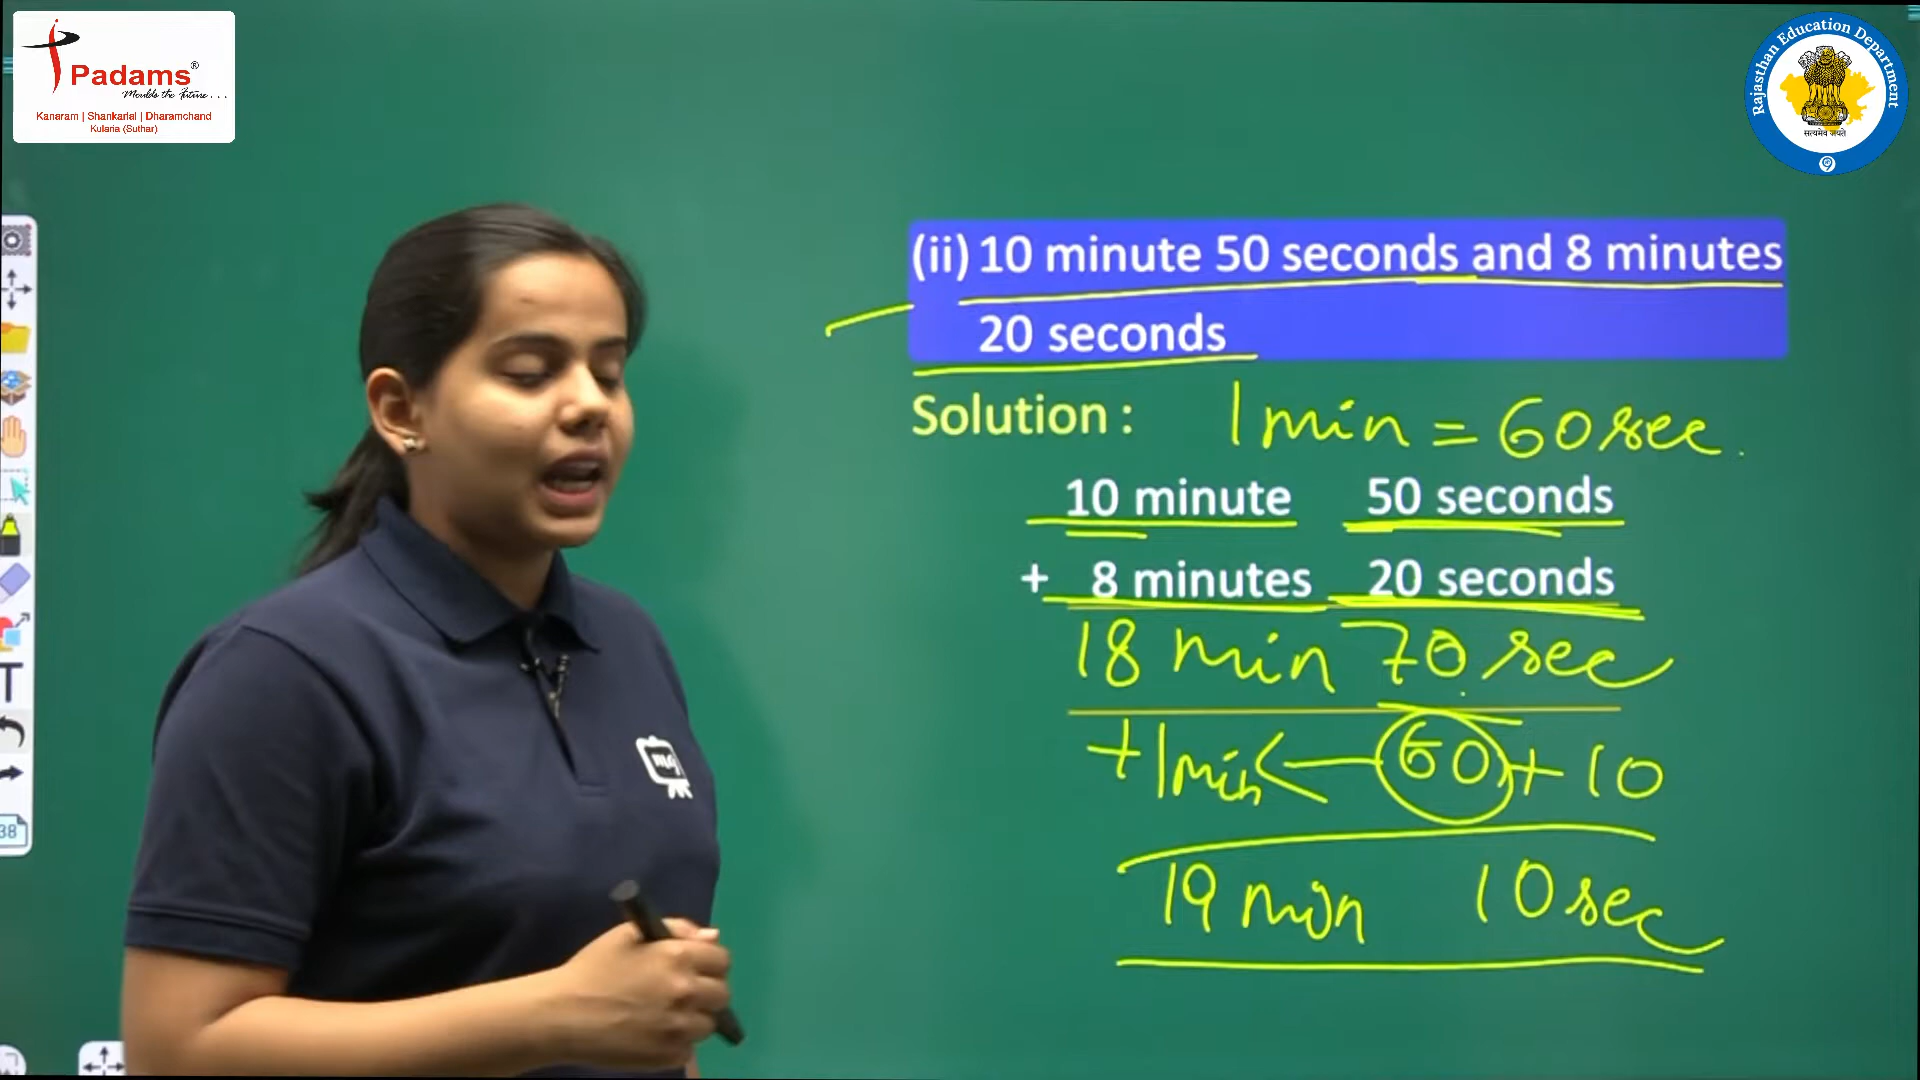 Padams®
Moulds the Future...
Kanaram | Shankarlal | Dharamchand
Kularia (Suthar)
Rajasthan Education Department
सत्यमेव जयते
(ii) 10 minute 50 seconds and 8 minutes
20 seconds
Solution : 1 min = 60 sec.
10 minute 50 seconds
+ 8 minutes 20 seconds
18 min 70 sec
+1min ← 60 + 10
19 min 10 sec
T
38